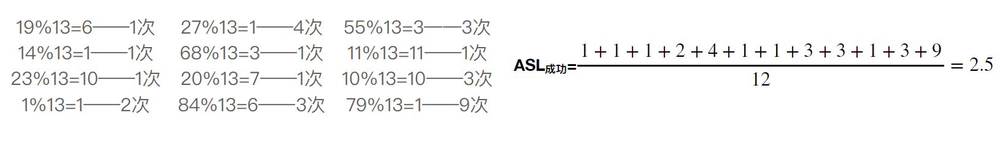 19%13=6——1次 27%13=1——4次 55%13=3——3次
14%13=1——1次 68%13=3——1次 11%13=11——1次
23%13=10——1次 20%13=7——1次 10%13=10——3次
1%13=1——2次 84%13=6——3次 79%13=1——9次
1 + 1 + 1 + 2 + 4 + 1 + 1 + 3 + 3 + 1 + 3 + 9
ASL成功= = 2.5
12